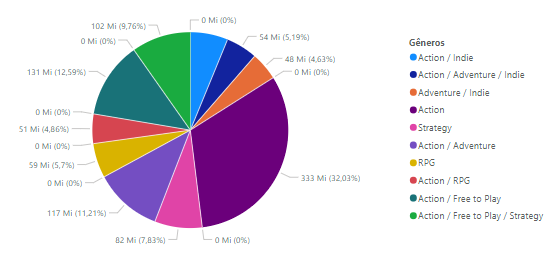 102 Mi (9,76%)
0 Mi (0%)
0 Mi (0%)
54 Mi (5,19%)
48 Mi (4,63%)
0 Mi (0%)
131 Mi (12,59%)
0 Mi (0%)
51 Mi (4,86%)
0 Mi (0%)
59 Mi (5,7%)
0 Mi (0%)
333 Mi (32,03%)
117 Mi (11,21%)
82 Mi (7,83%)
0 Mi (0%)
Gêneros
Action / Indie
Action / Adventure / Indie
Adventure / Indie
Action
Strategy
Action / Adventure
RPG
Action / RPG
Action / Free to Play
Action / Free to Play / Strategy